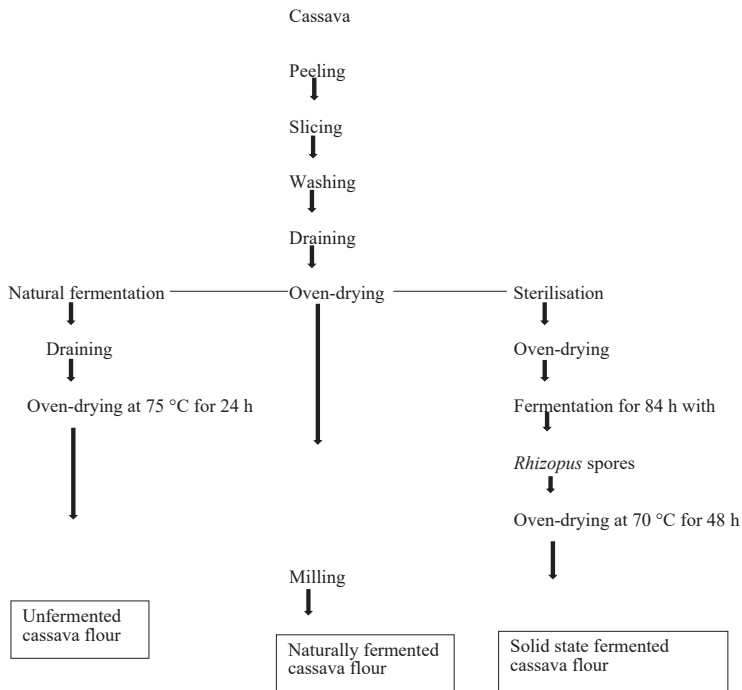 Cassava
Peeling
Slicing
Washing
Draining
Natural fermentation
Oven-drying
Sterilisation
Draining
Oven-drying
Oven-drying at 75 °C for 24 h
Fermentation for 84 h with
Rhizopus spores
Oven-drying at 70 °C for 48 h
Milling
Unfermented
cassava flour
Naturally fermented
cassava flour
Solid state fermented
cassava flour